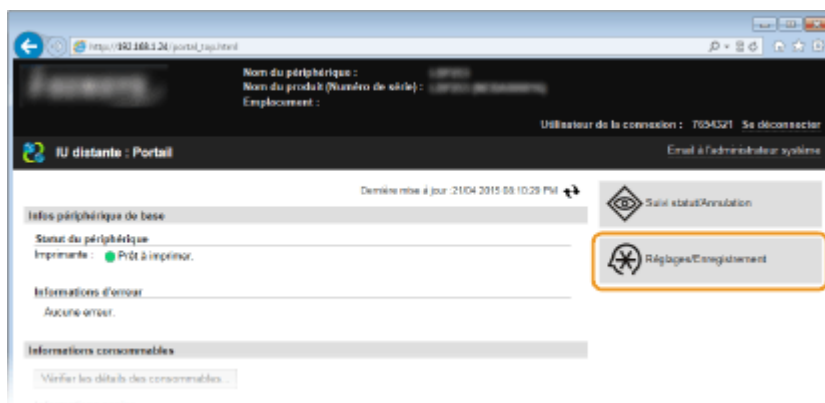 http://192.168.1.24/portal_top.html
Nom du périphérique :
Nom du produit (Numéro de série) :
Emplacement :
Utilisateur de la connexion : 7654321 Se déconnecter
IU distante : Portail
Email à l'administrateur système
Dernière mise à jour :21/04 2015 08:10:29 PM
Infos périphérique de base
Statut du périphérique
Imprimante : Prêt à imprimer.
Informations d'erreur
Aucune erreur.
Informations consommables
Vérifier les détails des consommables...
Suivi statut/Annulation
Réglages/Enregistrement